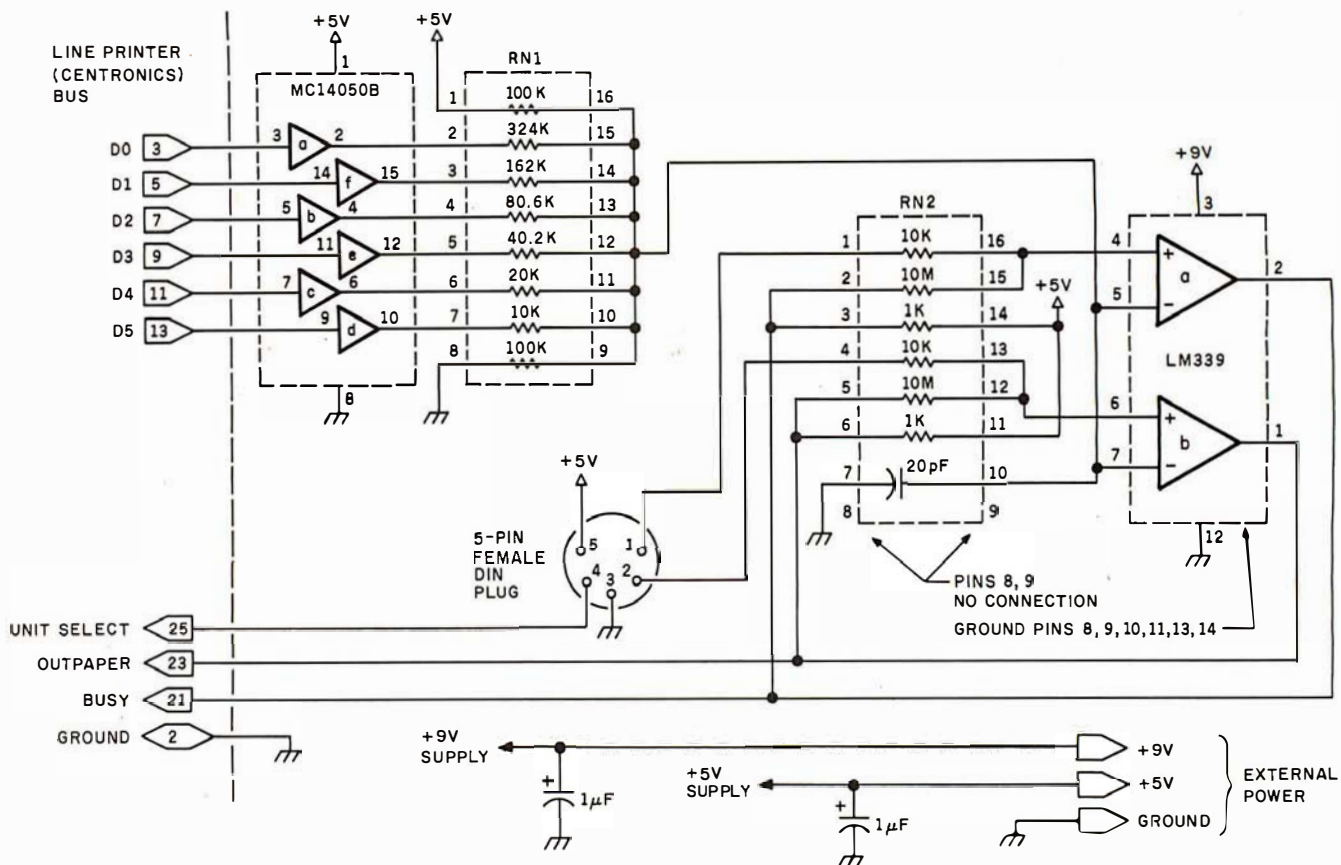 LINE PRINTER
(CENTRONICS)
BUS
+5V
1
MC14050B
+5V
RN1
1 100K 16
D0 3 3 a 2 2 324K 15
D1 5 14 f 15 3 162K 14
D2 7 5 b 4 4 80.6K 13
D3 9 11 e 12 5 40.2K 12
D4 11 7 c 6 6 20K 11
D5 13 9 d 10 7 10K 10
8 100K 9
8
RN2
1 10K 16
2 10M 15
+5V
3 1K 14
4 10K 13
5 10M 12
6 1K 11
7 20pF 10
8 9
+9V
3
4 + a 2
5 –
LM339
6 + b 1
7 –
12
+5V
5 1
4 2
3
5-PIN
FEMALE
DIN
PLUG
PINS 8, 9
NO CONNECTION
GROUND PINS 8, 9, 10, 11, 13, 14
UNIT SELECT 25
OUTPAPER 23
BUSY 21
GROUND 2
+9V
SUPPLY
+
1µF
+5V
SUPPLY
+
1µF
+9V
+5V
GROUND
EXTERNAL
POWER